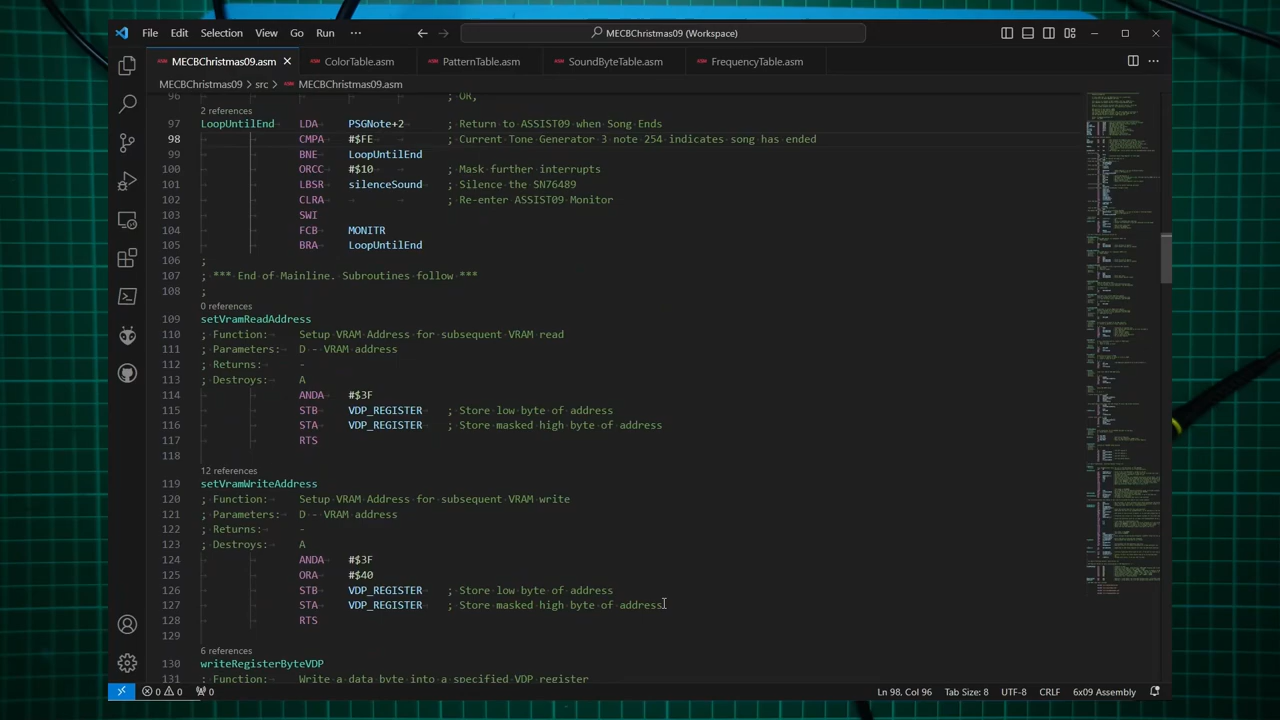 File Edit Selection View Go Run ··· MECBChristmas09 (Workspace)
MECBChristmas09.asm ColorTable.asm PatternTable.asm SoundByteTable.asm FrequencyTable.asm
MECBChristmas09 > src > MECBChristmas09.asm
96 ; OR,
2 references
97 LoopUntilEnd LDA PSGNote+2 ; Return to ASSIST09 when Song Ends
98 CMPA #$FE ; Current Tone Generator 3 note 254 indicates song has ended
99 BNE LoopUntilEnd
100 ORCC #$10 ; Mask further interrupts
101 LBSR silenceSound ; Silence the SN76489
102 CLRA ; Re-enter ASSIST09 Monitor
103 SWI
104 FCB MONITR
105 BRA LoopUntilEnd
106 ;
107 ; *** End of Mainline. Subroutines follow ***
108 ;
0 references
109 setVramReadAddress
110 ; Function: Setup VRAM Address for subsequent VRAM read
111 ; Parameters: D - VRAM address
112 ; Returns: -
113 ; Destroys: A
114 ANDA #$3F
115 STB VDP_REGISTER ; Store low byte of address
116 STA VDP_REGISTER ; Store masked high byte of address
117 RTS
118
12 references
119 setVramWriteAddress
120 ; Function: Setup VRAM Address for subsequent VRAM write
121 ; Parameters: D - VRAM address
122 ; Returns: -
123 ; Destroys: A
124 ANDA #$3F
125 ORA #$40
126 STB VDP_REGISTER ; Store low byte of address
127 STA VDP_REGISTER ; Store masked high byte of address
128 RTS
129
6 references
130 writeRegisterByteVDP
131 ; Function: Write a data byte into a specified VDP register
0 0 0 Ln 98, Col 96 Tab Size: 8 UTF-8 CRLF 6x09 Assembly